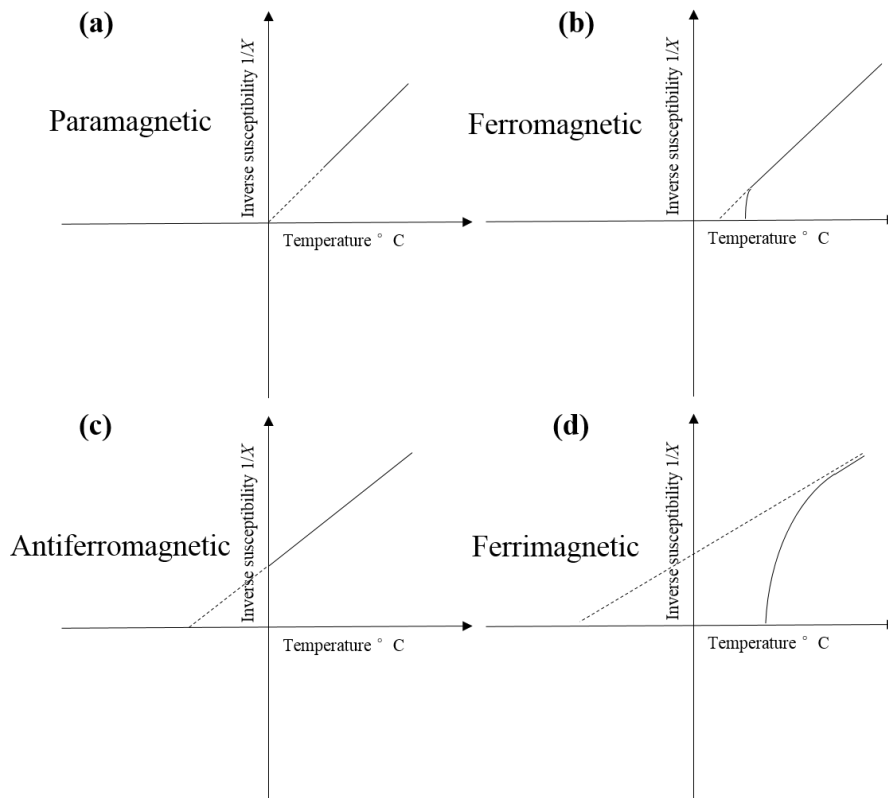 (a)
Inverse susceptibility 1/X
Paramagnetic
Temperature ° C
(b)
Inverse susceptibility 1/X
Ferromagnetic
Temperature ° C
(c)
Inverse susceptibility 1/X
Antiferromagnetic
Temperature ° C
(d)
Inverse susceptibility 1/X
Ferrimagnetic
Temperature ° C